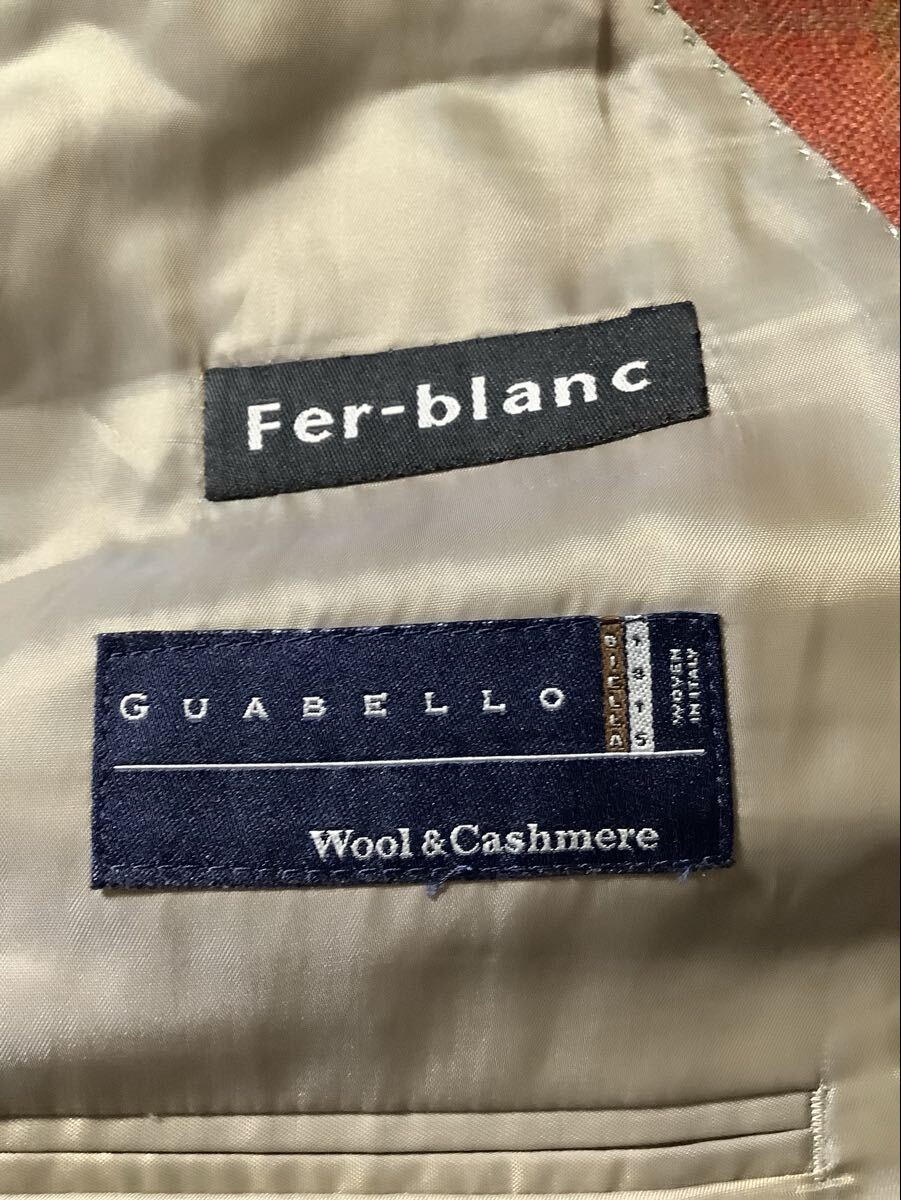 Fer-blanc
GUABELLO
BIELLA
1815
WOVEN
IN ITALY
Wool & Cashmere